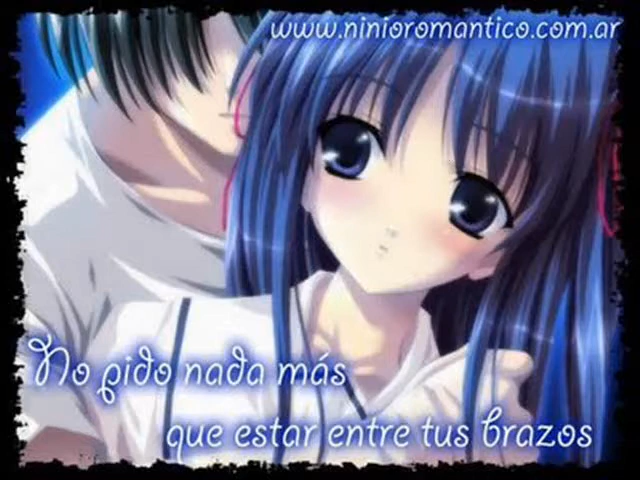 www.ninioromantico.com.ar
No pido nada más
que estar entre tus brazos